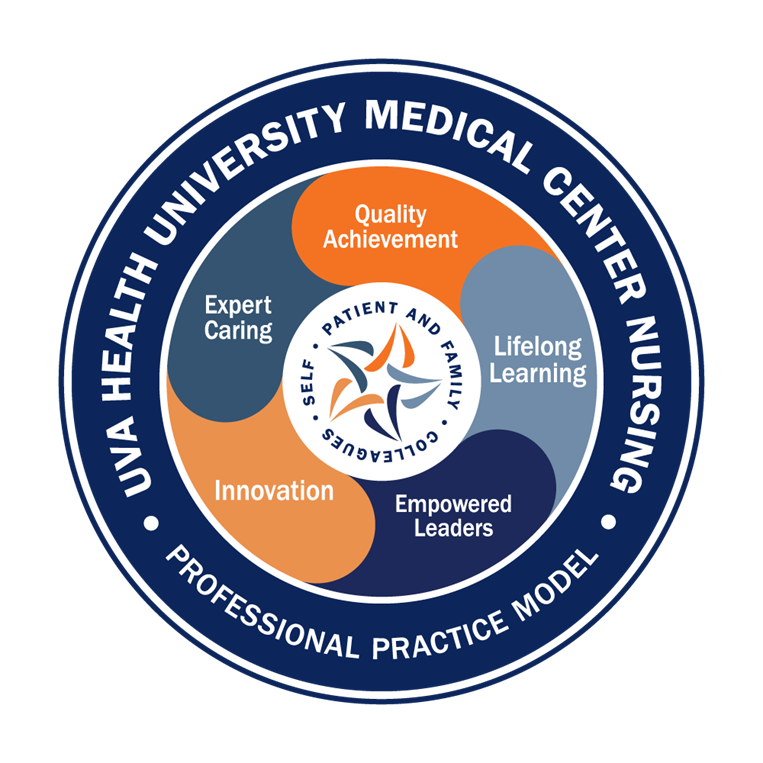 UVA HEALTH UNIVERSITY MEDICAL CENTER NURSING
• PROFESSIONAL PRACTICE MODEL •
Quality
Achievement
Expert
Caring
Lifelong
Learning
Innovation
Empowered
Leaders
• PATIENT AND FAMILY • COLLEAGUES • SELF